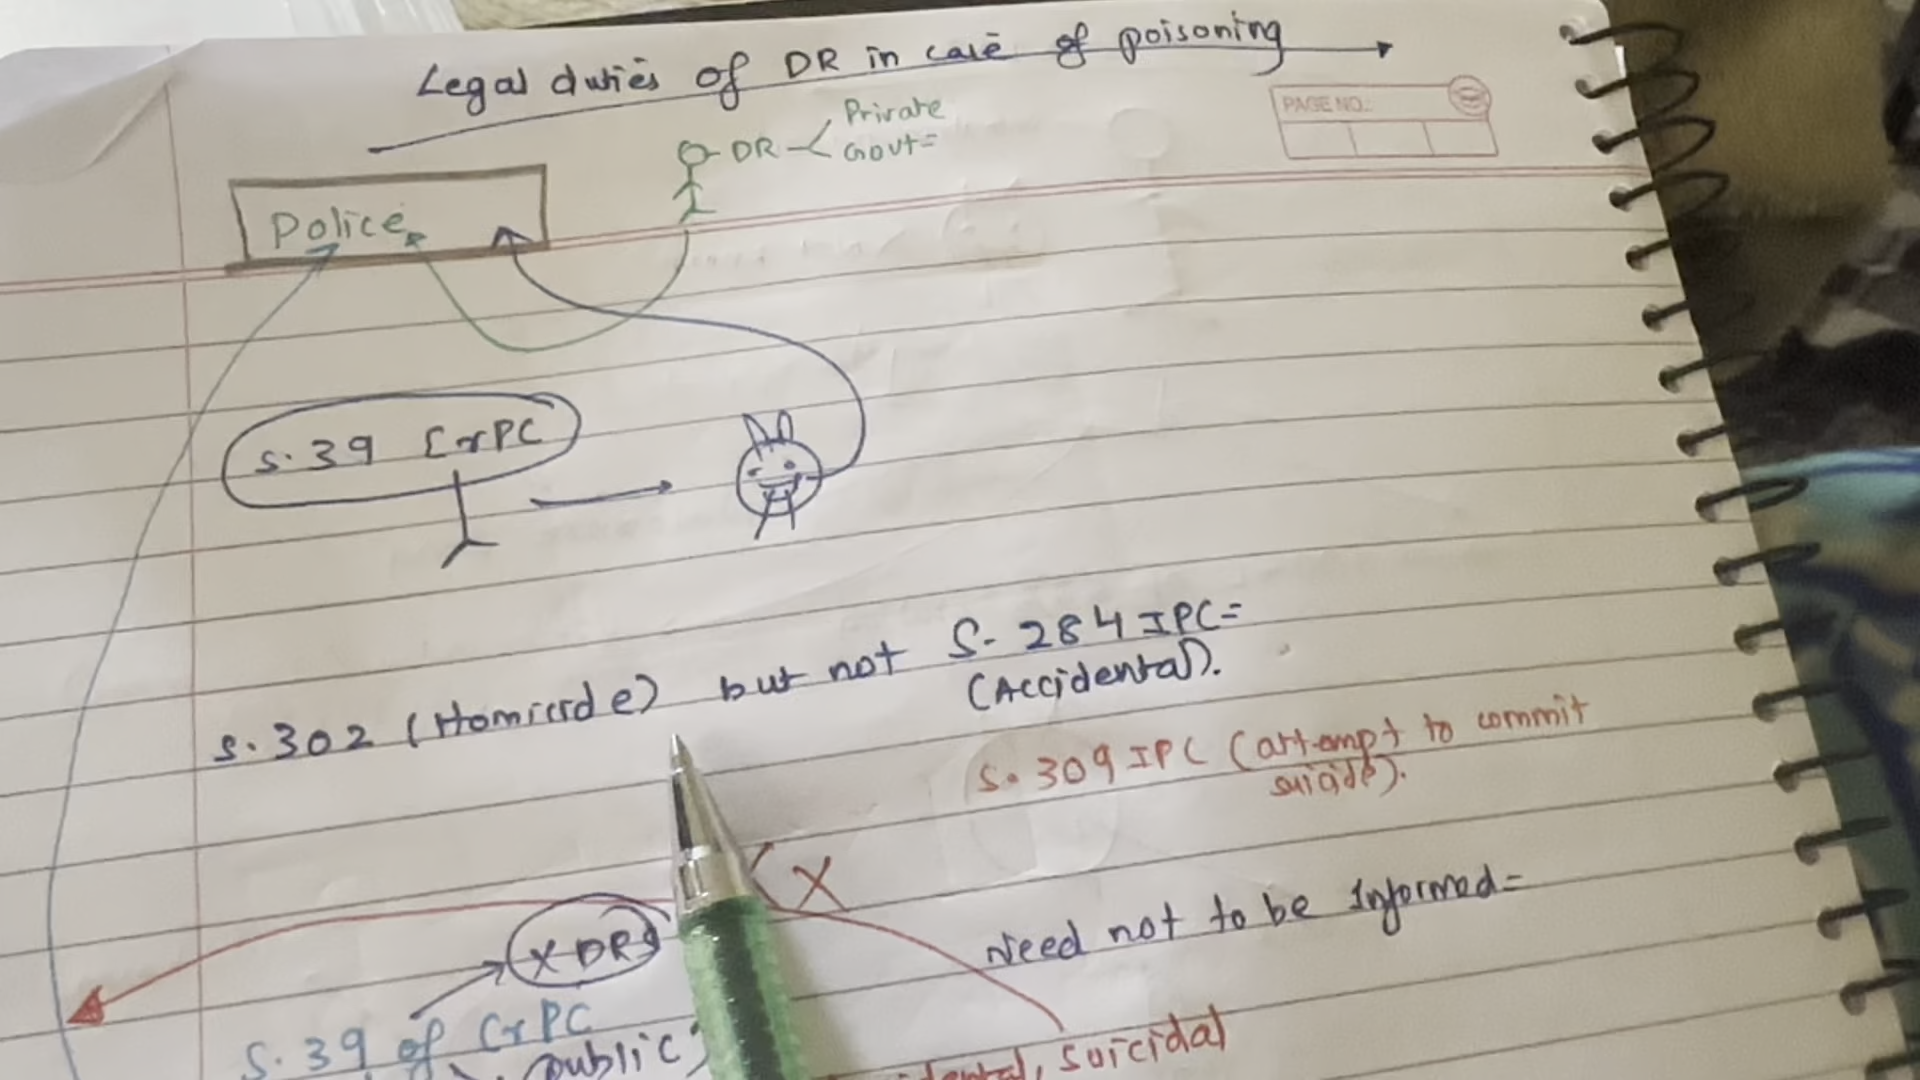 Legal duties of DR in case of poisoning
PAGE NO.:
Private
DR
Govt=
Police
S.39 CrPC
S.302 (Homicide) but not S. 284 IPC=
(Accidental).
S. 309 IPC (attempt to commit
suicide).
X
X DR
Need not to be Informed=
S. 39 of CrPC
public
suicidal